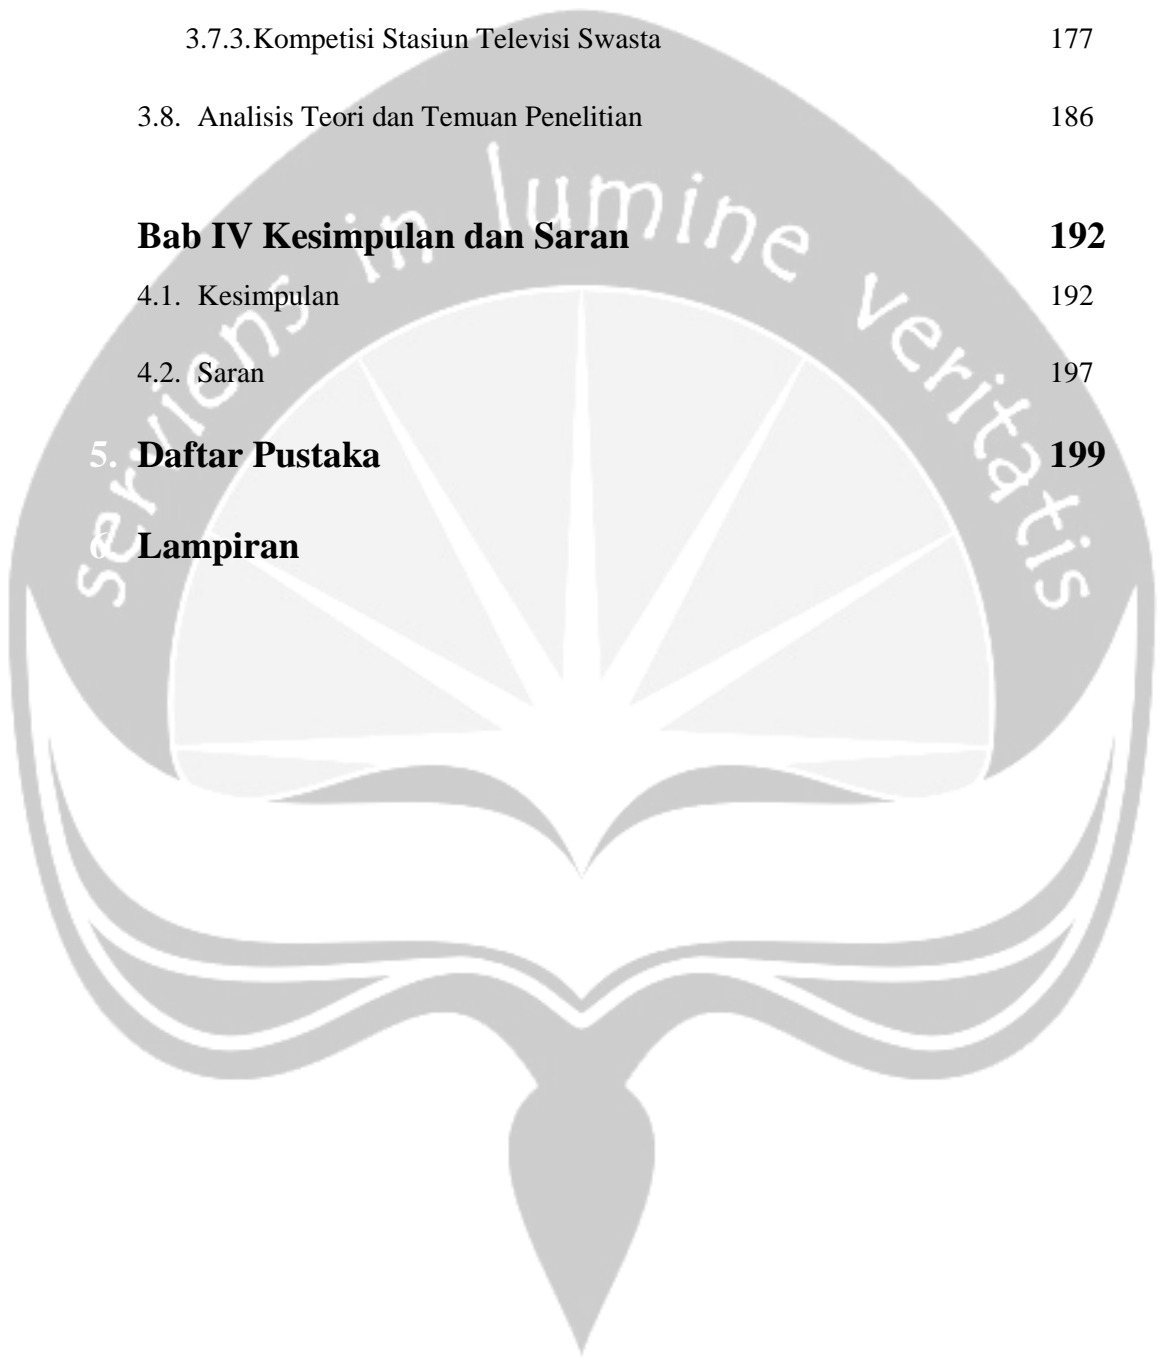 3.7.3. Kompetisi Stasiun Televisi Swasta 177
3.8. Analisis Teori dan Temuan Penelitian 186
Bab IV Kesimpulan dan Saran 192
4.1. Kesimpulan 192
4.2. Saran 197
5. Daftar Pustaka 199
6. Lampiran
serviens in lumine veritatis